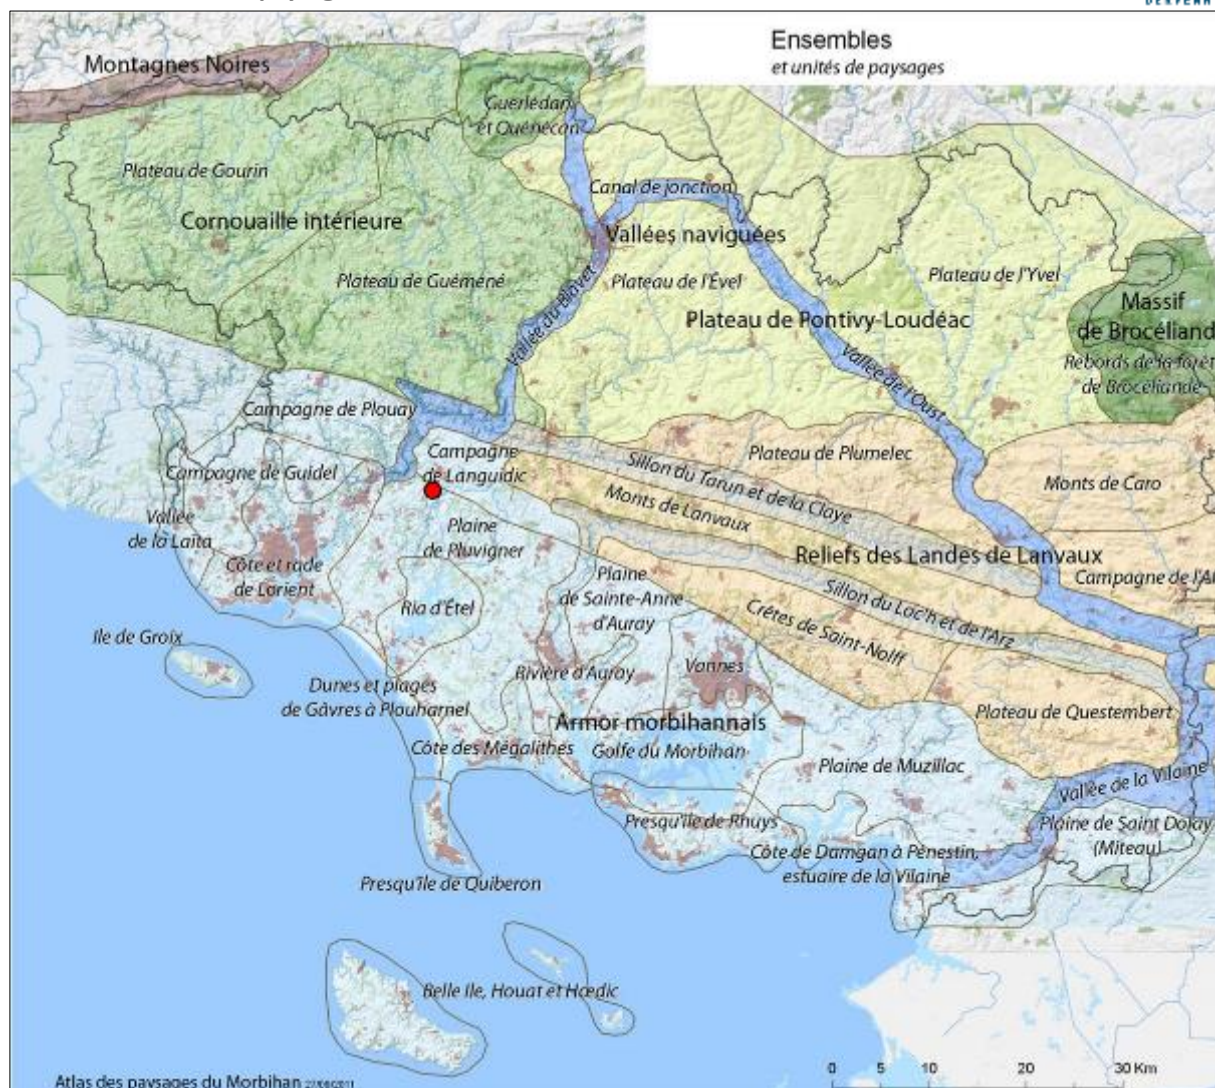 Ensembles
et unités de paysages
Montagnes Noires
Guerlédan
et Quénécan
Plateau de Gourin
Canal de jonction
Cornouaille intérieure
Vallées naviguées
Plateau de Guémené
Plateau de l'Ével
Plateau de l'Yvel
Vallée du Blavet
Massif
de Brocéliand
Plateau de Pontivy-Loudéac
Rebords de la forêt
de Brocéliande
Vallée de l'Oust
Campagne de Plouay
Campagne
de Languidic
Plateau de Plumelec
Sillon du Tarun et de la Claye
Campagne de Guidel
Monts de Caro
Monts de Lanvaux
Vallée
de la Laïta
Plaine
de Pluvigner
Reliefs des Landes de Lanvaux
Côte et rade
de Lorient
Plaine
de Sainte-Anne
d'Auray
Campagne de l'A
Sillon du Loc'h et de l'Arz
Ria d'Étel
Crêtes de Saint-Nolff
Ile de Groix
Rivière d'Auray
Vannes
Dunes et plages
de Gâvres à Plouharnel
Plateau de Questembert
Armor morbihannais
Côte des Mégalithes
Golfe du Morbihan
Plaine de Muzillac
Vallée de la Vilaine
Presqu'île de Rhuys
Plaine de Saint Dolay
(Miteau)
Côte de Damgan à Pénestin,
estuaire de la Vilaine
Presqu'île de Quiberon
Belle Ile, Houat et Hœdic
0 5 10 20 30 Km
Atlas des paysages du Morbihan